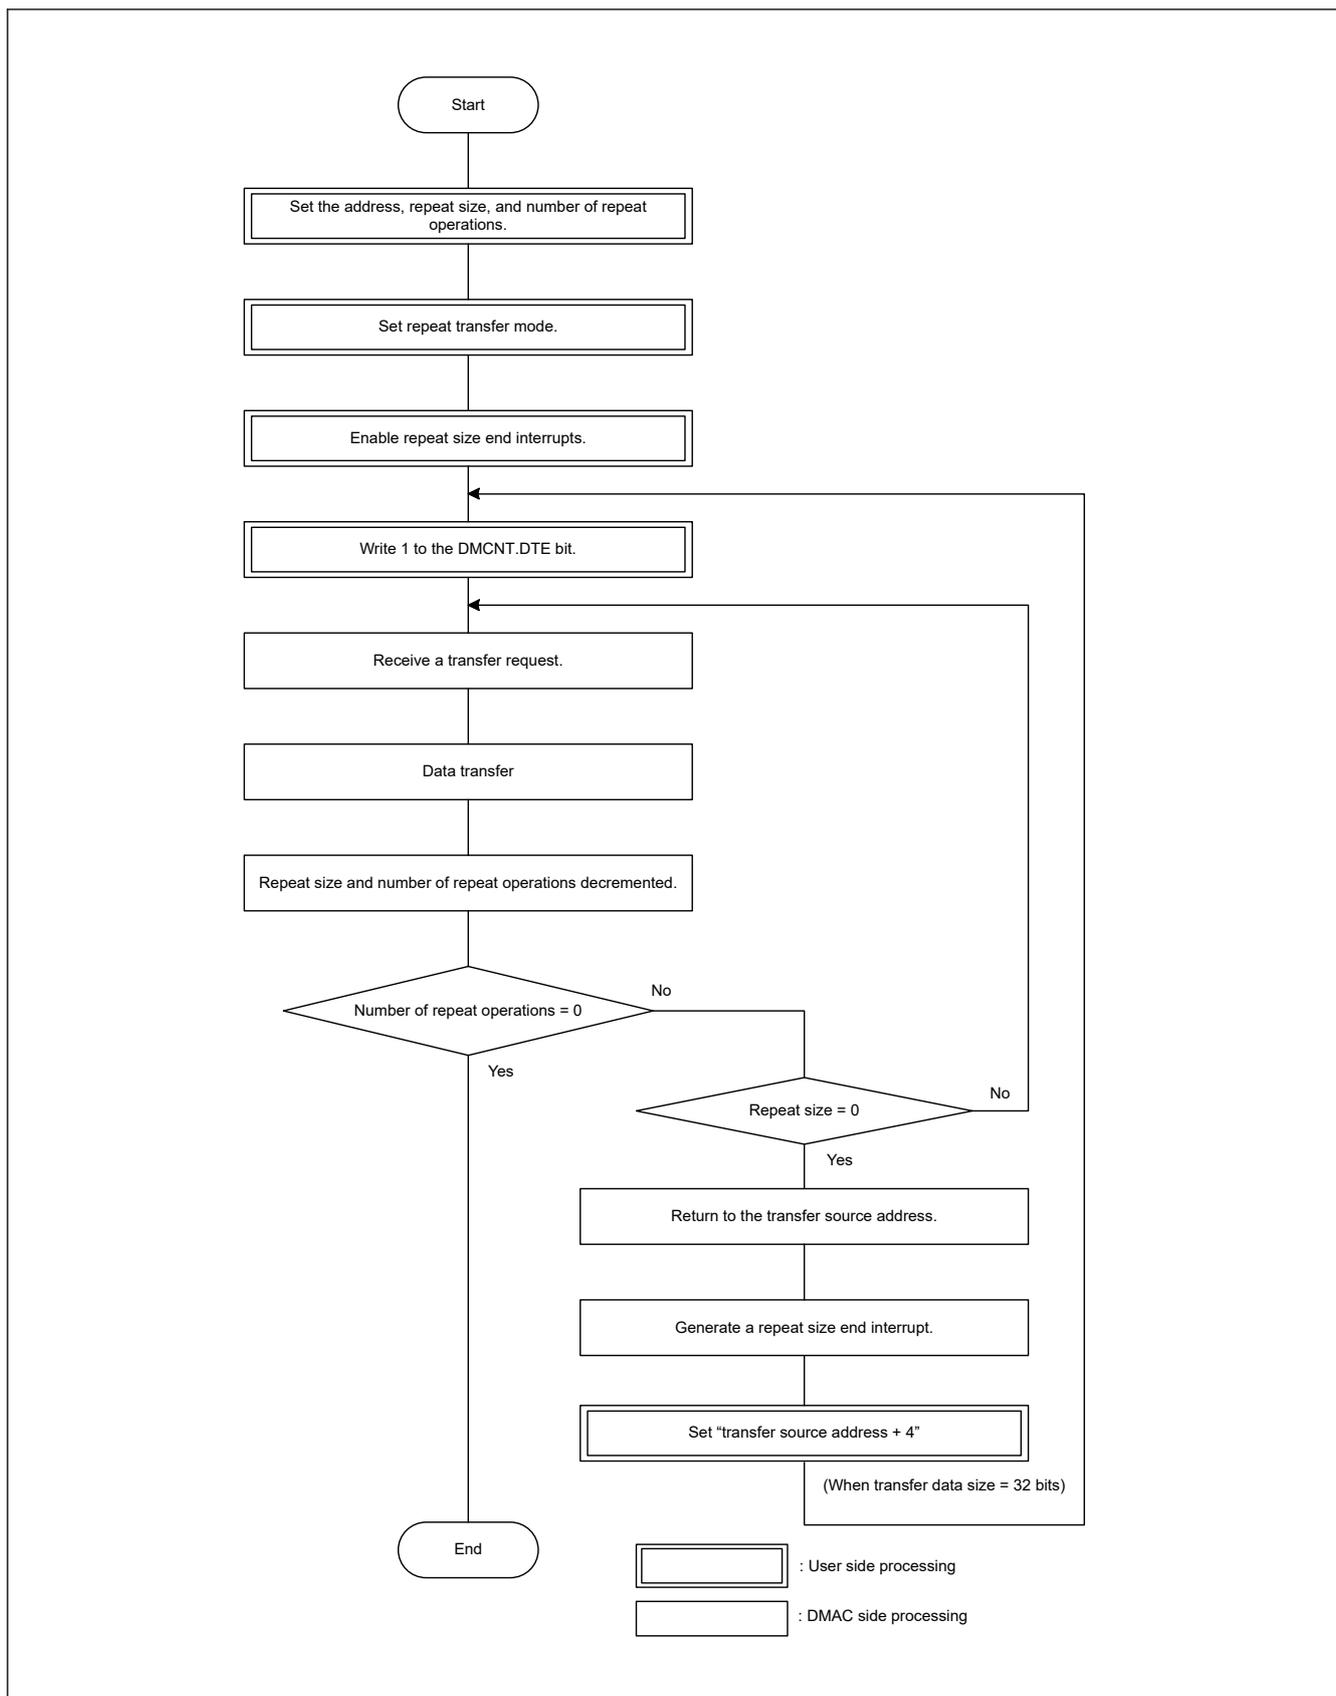 Start
Set the address, repeat size, and number of repeat
operations.
Set repeat transfer mode.
Enable repeat size end interrupts.
Write 1 to the DMCNT.DTE bit.
Receive a transfer request.
Data transfer
Repeat size and number of repeat operations decremented.
No
Number of repeat operations = 0
Yes
No
Repeat size = 0
Yes
Return to the transfer source address.
Generate a repeat size end interrupt.
Set “transfer source address + 4”
(When transfer data size = 32 bits)
End
: User side processing
: DMAC side processing